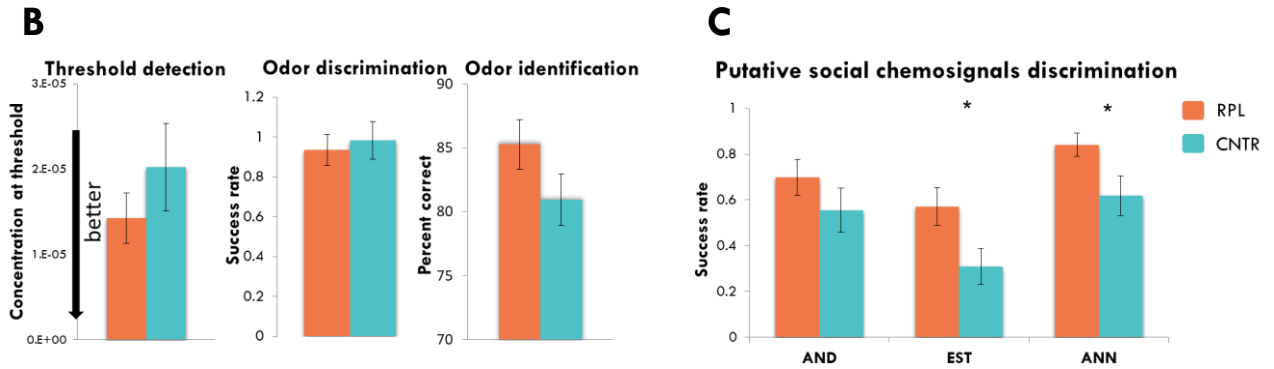 B
Threshold detection
Concentration at threshold
3.E-05
2.E-05
1.E-05
0.E+00
better
Odor discrimination
Success rate
1.2
1
0.8
0.6
0.4
0.2
0
Odor identification
Percent correct
90
85
80
75
70
C
Putative social chemosignals discrimination
Success rate
1
0.8
0.6
0.4
0.2
0
*
*
AND
EST
ANN
RPL
CNTR